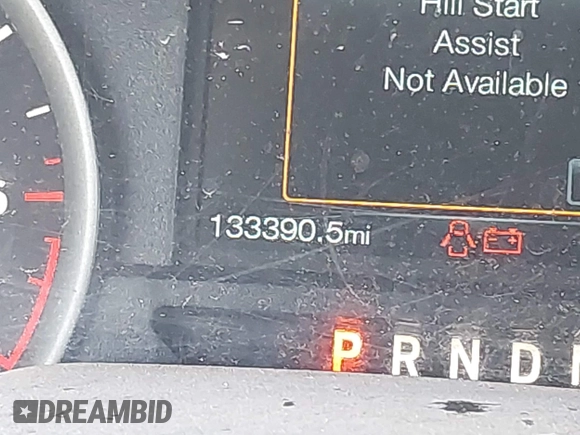 Hill Start
Assist
Not Available
133390.5mi
P R N D
DREAMBID